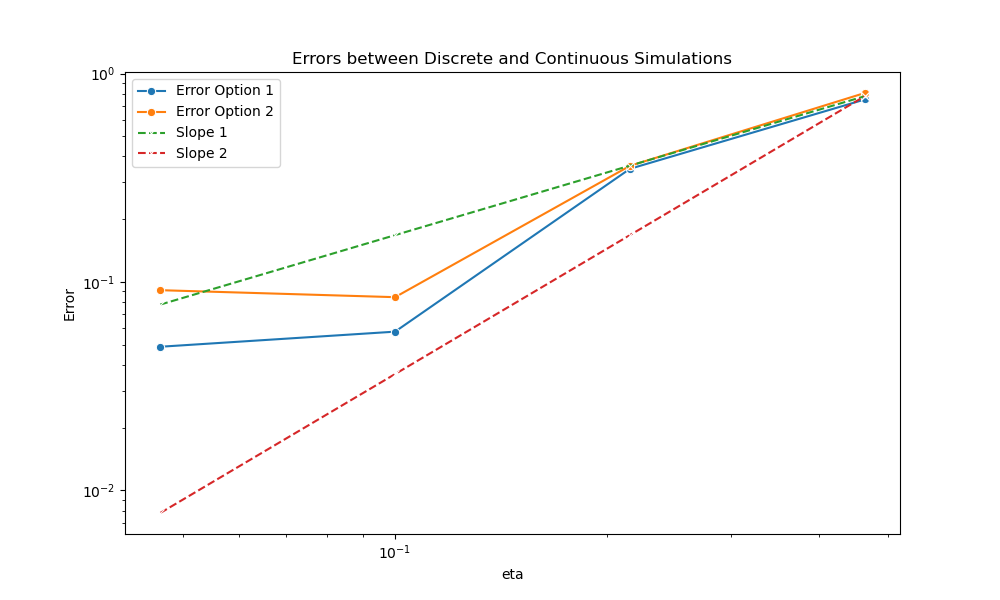 Errors between Discrete and Continuous Simulations
Error Option 1
Error Option 2
Slope 1
Slope 2
10⁰
10⁻¹
10⁻²
Error
10⁻¹
eta